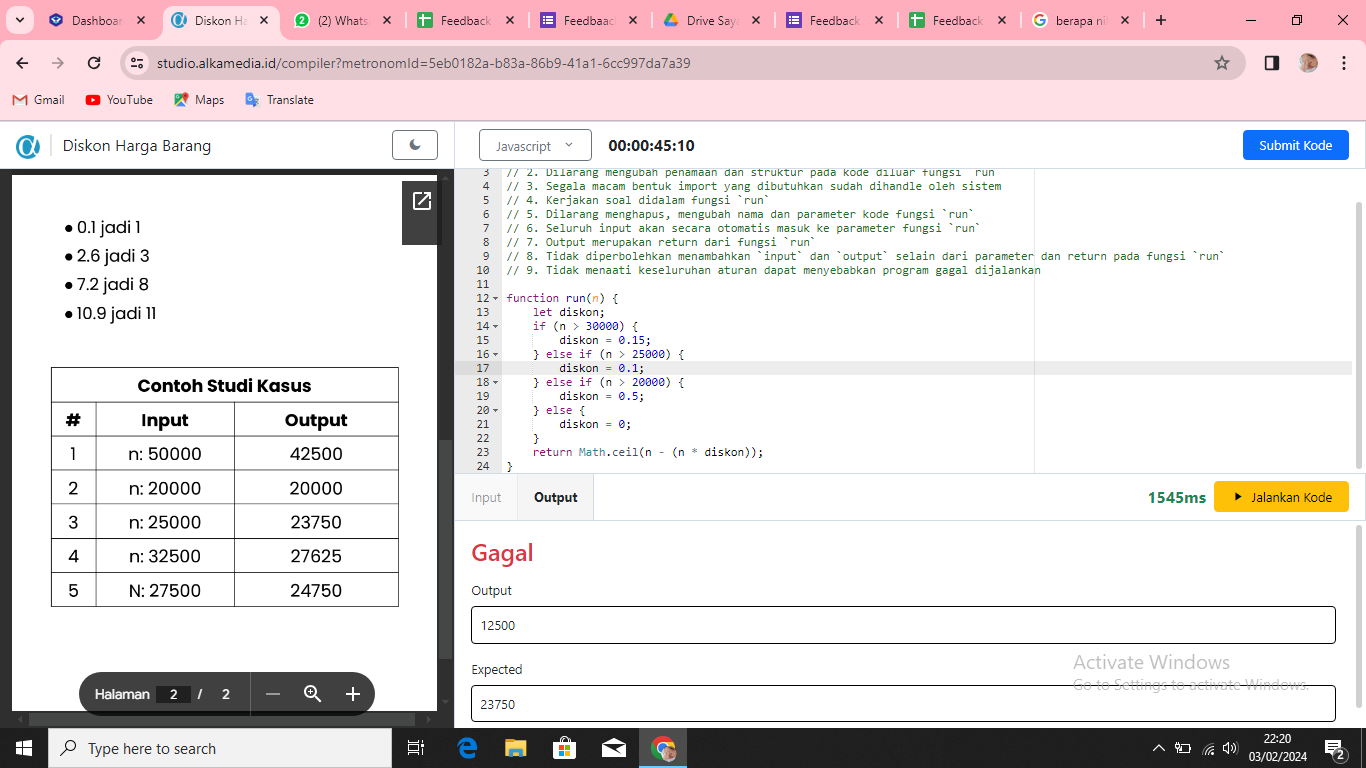 Dashboar
Diskon Ha
(2) Whats
Feedback
Feedbaac
Drive Saya
Feedback
Feedback
berapa nil
studio.alkamedia.id/compiler?metronomId=5eb0182a-b83a-86b9-41a1-6cc997da7a39
Gmail
YouTube
Maps
Translate
Diskon Harga Barang
Javascript
00:00:45:10
Submit Kode
• 0.1 jadi 1
• 2.6 jadi 3
• 7.2 jadi 8
• 10.9 jadi 11
Contoh Studi Kasus
# Input Output
1 n: 50000 42500
2 n: 20000 20000
3 n: 25000 23750
4 n: 32500 27625
5 N: 27500 24750
Halaman 2 / 2
3 // 2. Dilarang mengubah penamaan dan struktur pada kode diluar fungsi `run`
4 // 3. Segala macam bentuk import yang dibutuhkan sudah dihandle oleh sistem
5 // 4. Kerjakan soal didalam fungsi `run`
6 // 5. Dilarang menghapus, mengubah nama dan parameter kode fungsi `run`
7 // 6. Seluruh input akan secara otomatis masuk ke parameter fungsi `run`
8 // 7. Output merupakan return dari fungsi `run`
9 // 8. Tidak diperbolehkan menambahkan `input` dan `output` selain dari parameter dan return pada fungsi `run`
10 // 9. Tidak menaati keseluruhan aturan dapat menyebabkan program gagal dijalankan
11
12 function run(n) {
13 let diskon;
14 if (n > 30000) {
15 diskon = 0.15;
16 } else if (n > 25000) {
17 diskon = 0.1;
18 } else if (n > 20000) {
19 diskon = 0.5;
20 } else {
21 diskon = 0;
22 }
23 return Math.ceil(n - (n * diskon));
24 }
Input
Output
1545ms
Jalankan Kode
Gagal
Output
12500
Expected
23750
Activate Windows
Go to Settings to activate Windows.
Type here to search
22:20
03/02/2024
2